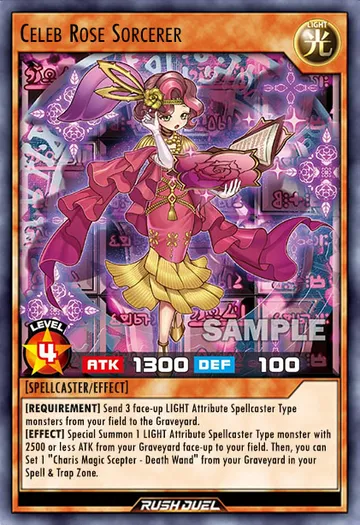 Celeb Rose Sorcerer
LIGHT
光
SAMPLE
LEVEL
4
ATK 1300 DEF 100
[SPELLCASTER/EFFECT]
[REQUIREMENT] Send 3 face-up LIGHT Attribute Spellcaster Type
monsters from your field to the Graveyard.
[EFFECT] Special Summon 1 LIGHT Attribute Spellcaster Type monster with
2500 or less ATK from your Graveyard face-up to your field. Then, you can
Set 1 "Charis Magic Scepter - Death Wand" from your Graveyard in your
Spell & Trap Zone.
RUSH DUEL